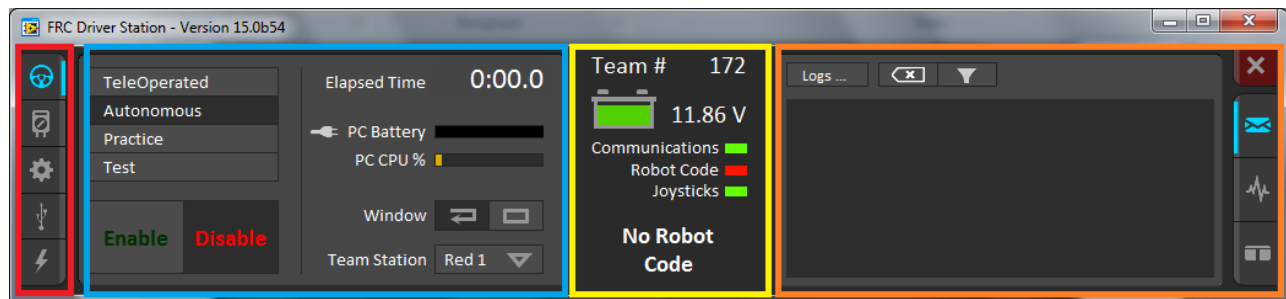 FRC Driver Station - Version 15.0b54
TeleOperated
Autonomous
Practice
Test
Enable Disable
Elapsed Time 0:00.0
PC Battery
PC CPU %
Window
Team Station Red 1
Team # 172
11.86 V
Communications
Robot Code
Joysticks
No Robot
Code
Logs ...